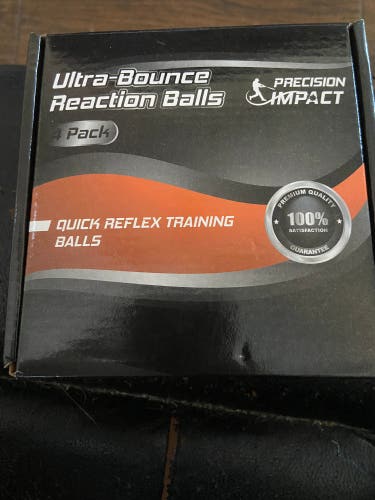 Ultra-Bounce
Reaction Balls
4 Pack
PRECISION
IMPACT
QUICK REFLEX TRAINING
BALLS
PREMIUM QUALITY
100%
SATISFACTION
GUARANTEE